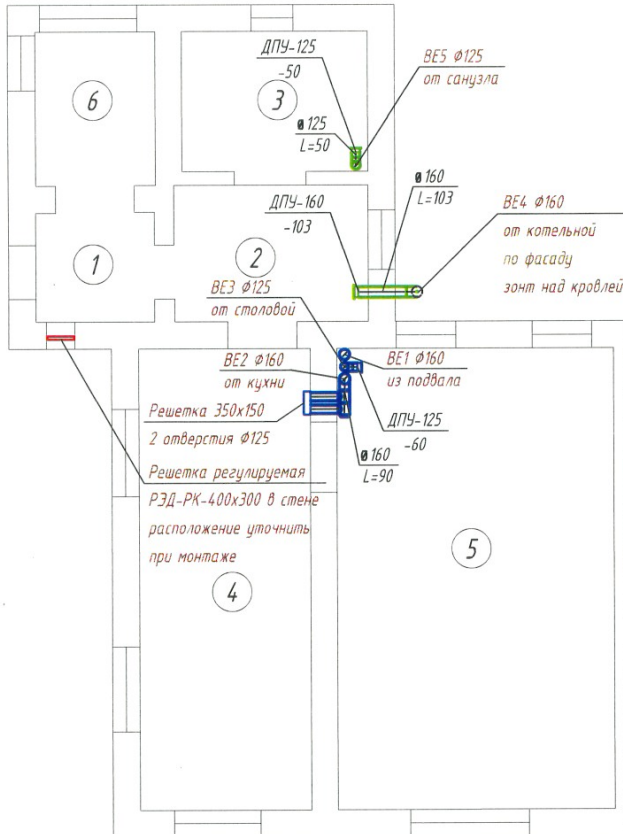 ДПУ-125
-50
ВЕ5 Ф125
от санузла
6
3
ø125
L=50
ø160
L=103
ДПУ-160
-103
ВЕ4 Ф160
от котельной
по фасаду
зонт над кровлей
1
2
ВЕ3 Ф125
от столовой
ВЕ2 Ф160
от кухни
ВЕ1 Ф160
из подвала
Решетка 350х150
2 отверстия Ф125
ДПУ-125
-60
ø160
L=90
Решетка регулируемая
РЭД-РК-400х300 в стене
расположение уточнить
при монтаже
4
5